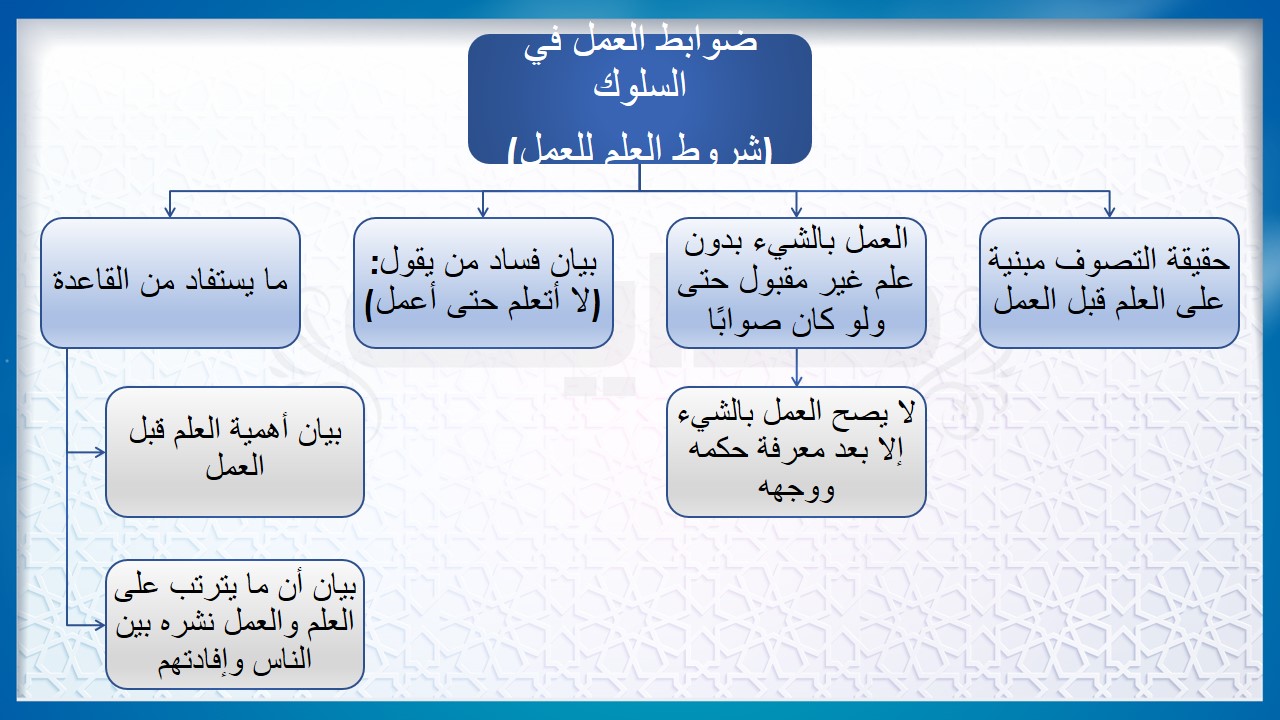 ضوابط العمل في
السلوك
(شروط العلم للعمل)
حقيقة التصوف مبنية
على العلم قبل العمل
العمل بالشيء بدون
علم غير مقبول حتى
ولو كان صوابًا
لا يصح العمل بالشيء
إلا بعد معرفة حكمه
ووجهه
بيان فساد من يقول:
(لا أتعلم حتى أعمل)
ما يستفاد من القاعدة
بيان أهمية العلم قبل
العمل
بيان أن ما يترتب على
العلم والعمل نشره بين
الناس وإفادتهم